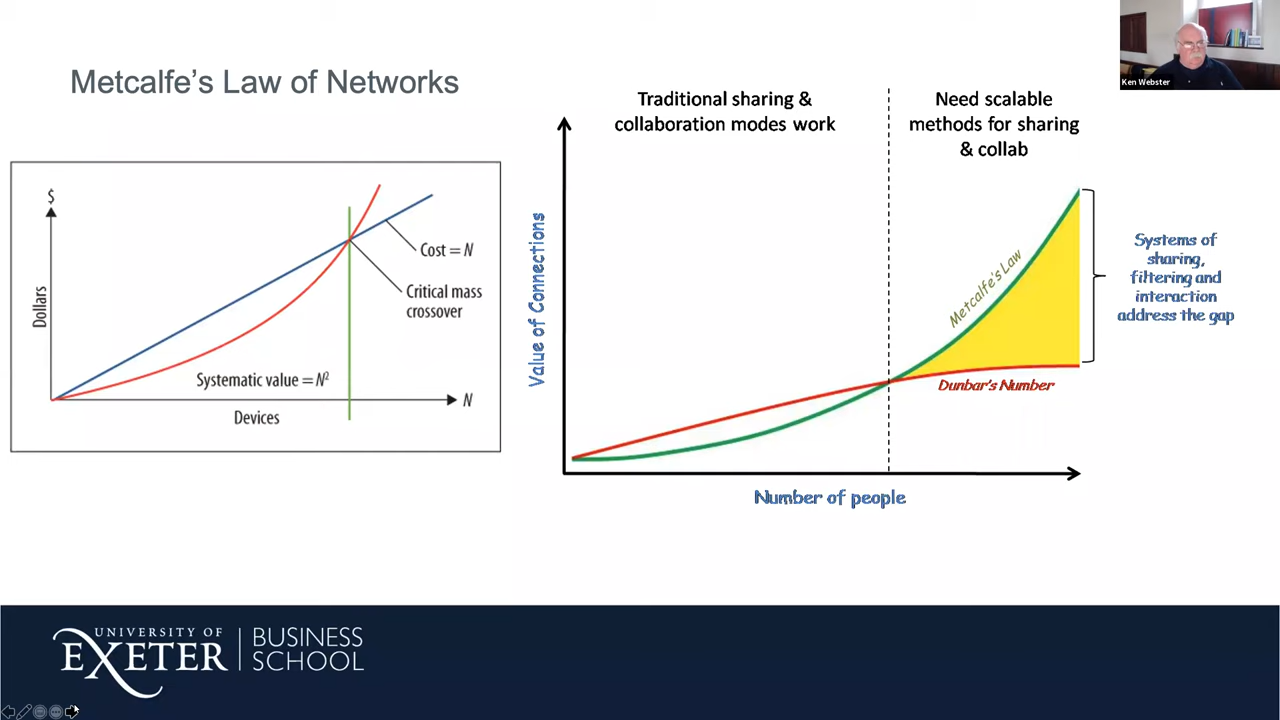 Ken Webster
Metcalfe's Law of Networks
$
Dollars
Cost = N
Critical mass
crossover
Systematic value = N²
N
Devices
Traditional sharing &
collaboration modes work
Need scalable
methods for sharing
& collab
Value of Connections
Metcalfe's Law
Dunbar's Number
Number of people
Systems of
sharing,
filtering and
interaction
address the gap
UNIVERSITY OF
EXETER
BUSINESS
SCHOOL